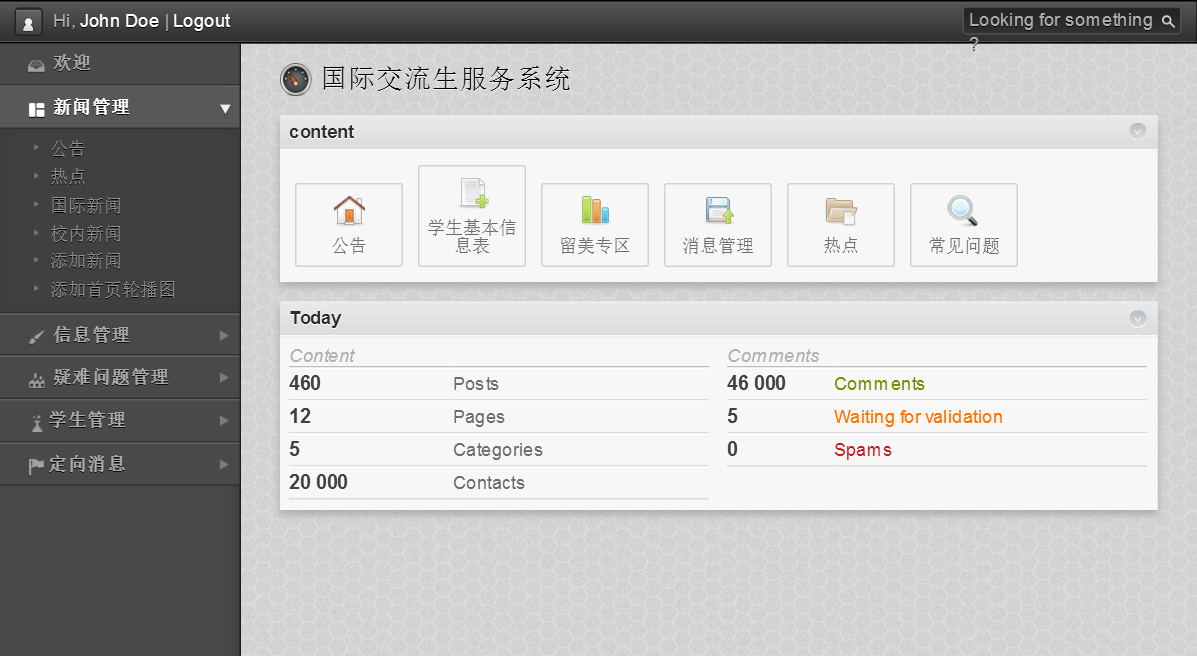 Hi, John Doe | Logout
Looking for something
?
欢迎
新闻管理
公告
热点
国际新闻
校内新闻
添加新闻
添加首页轮播图
信息管理
疑难问题管理
学生管理
定向消息
国际交流生服务系统
content
公告
学生基本信
息表
留美专区
消息管理
热点
常见问题
Today
Content
460 Posts
12 Pages
5 Categories
20 000 Contacts
Comments
46 000 Comments
5 Waiting for validation
0 Spams